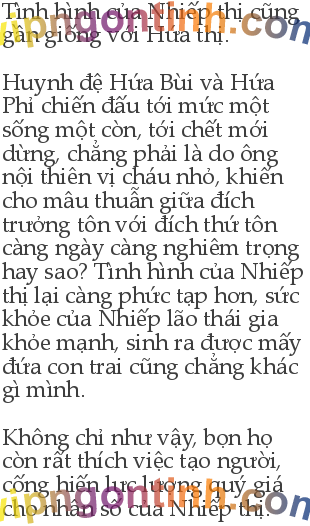 Tình hình của Nhiếp thị cũng
gần giống với Hứa thị.
Huynh đệ Hứa Bùi và Hứa
Phỉ chiến đấu tới mức một
sống một còn, tới chết mới
dừng, chẳng phải là do ông
nội thiên vị cháu nhỏ, khiến
cho mâu thuẫn giữa đích
trưởng tôn với đích thứ tôn
càng ngày càng nghiêm trọng
hay sao? Tình hình của Nhiếp
thị lại càng phức tạp hơn, sức
khỏe của Nhiếp lão thái gia
khỏe mạnh, sinh ra được mấy
đứa con trai cũng chẳng khác
gì mình.
Không chỉ như vậy, bọn họ
còn rất thích việc tạo người,
cống hiến lực lượng quý giá
cho nhân số của Nhiếp thị.
vipngontinh.com
vipngontinh.com